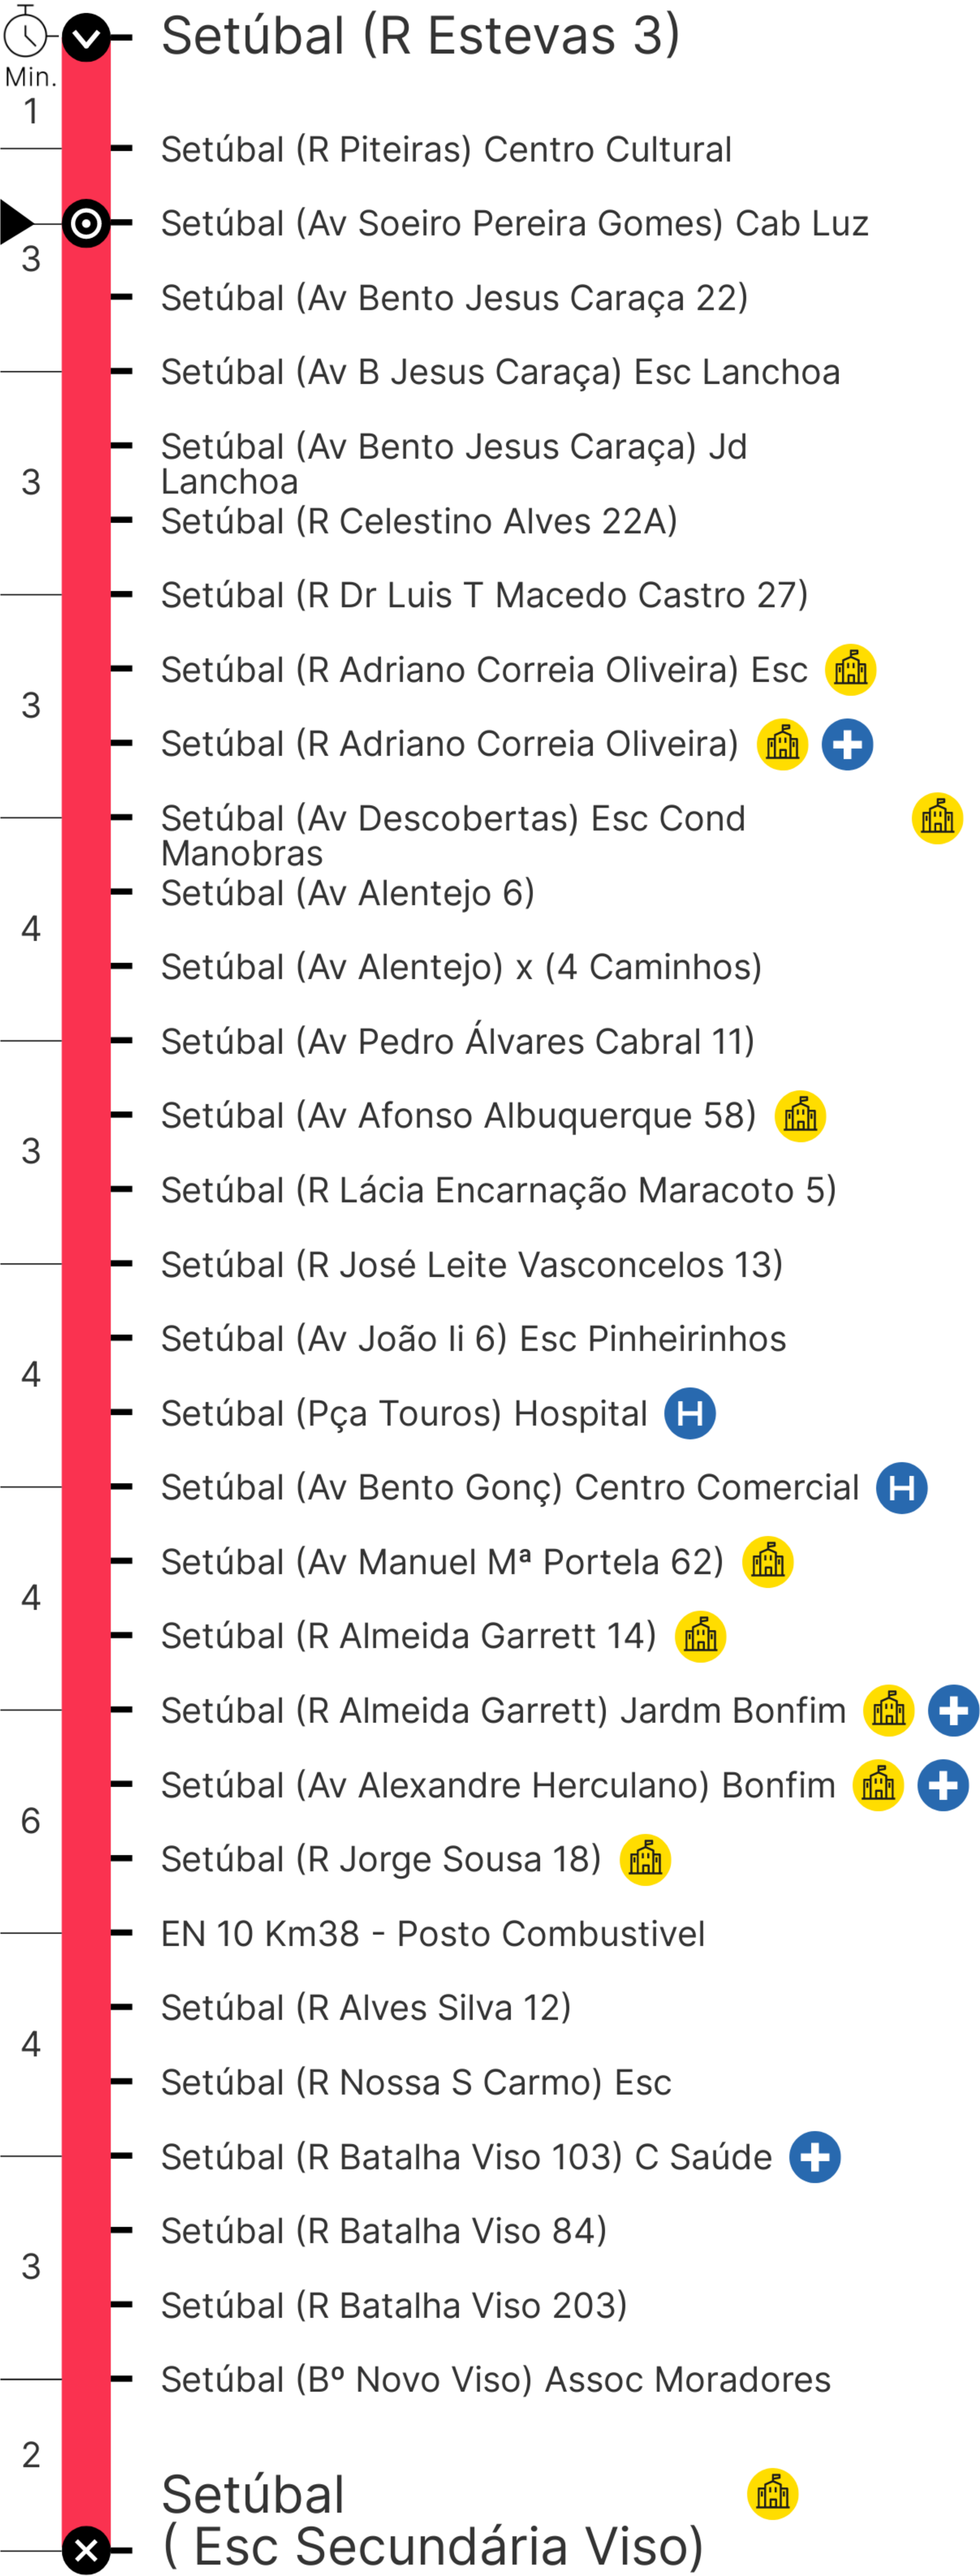 Setúbal (R Estevas 3)
Min.
1
Setúbal (R Piteiras) Centro Cultural
Setúbal (Av Soeiro Pereira Gomes) Cab Luz
3
Setúbal (Av Bento Jesus Caraça 22)
Setúbal (Av B Jesus Caraça) Esc Lanchoa
Setúbal (Av Bento Jesus Caraça) Jd
Lanchoa
3
Setúbal (R Celestino Alves 22A)
Setúbal (R Dr Luis T Macedo Castro 27)
Setúbal (R Adriano Correia Oliveira) Esc
3
Setúbal (R Adriano Correia Oliveira)
Setúbal (Av Descobertas) Esc Cond
Manobras
Setúbal (Av Alentejo 6)
4
Setúbal (Av Alentejo) x (4 Caminhos)
Setúbal (Av Pedro Álvares Cabral 11)
Setúbal (Av Afonso Albuquerque 58)
3
Setúbal (R Lácia Encarnação Maracoto 5)
Setúbal (R José Leite Vasconcelos 13)
Setúbal (Av João Ii 6) Esc Pinheirinhos
4
Setúbal (Pça Touros) Hospital H
Setúbal (Av Bento Gonç) Centro Comercial H
Setúbal (Av Manuel Mª Portela 62)
4
Setúbal (R Almeida Garrett 14)
Setúbal (R Almeida Garrett) Jardm Bonfim
Setúbal (Av Alexandre Herculano) Bonfim
6
Setúbal (R Jorge Sousa 18)
EN 10 Km38 - Posto Combustivel
Setúbal (R Alves Silva 12)
4
Setúbal (R Nossa S Carmo) Esc
Setúbal (R Batalha Viso 103) C Saúde
Setúbal (R Batalha Viso 84)
3
Setúbal (R Batalha Viso 203)
Setúbal (Bº Novo Viso) Assoc Moradores
2
Setúbal
( Esc Secundária Viso)